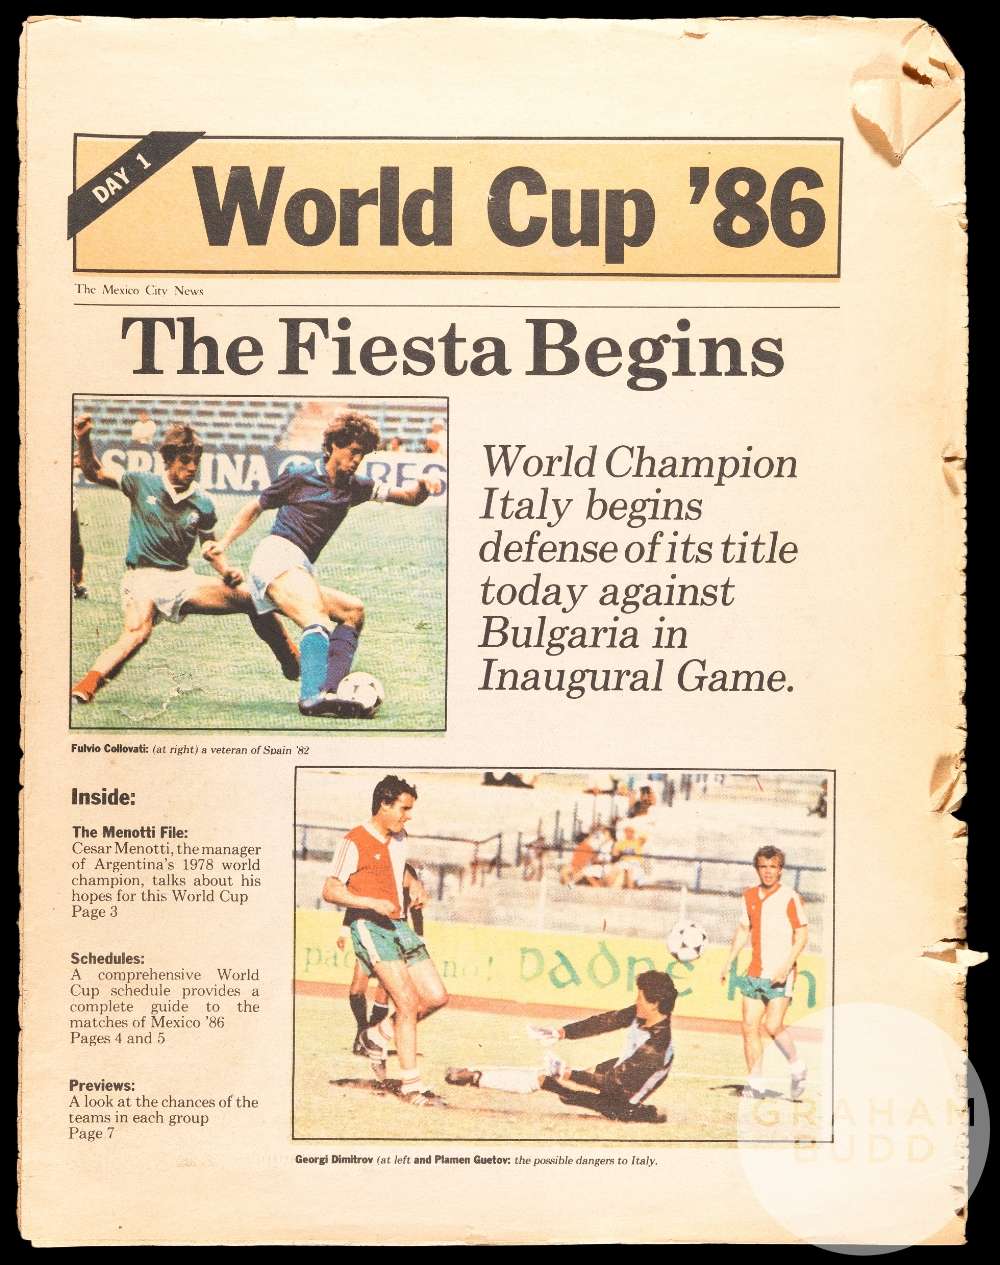 DAY 1
World Cup '86
The Mexico City News
The Fiesta Begins
World Champion
Italy begins
defense of its title
today against
Bulgaria in
Inaugural Game.
Fulvio Collovati: (at right) a veteran of Spain '82
Inside:
The Menotti File:
Cesar Menotti, the manager
of Argentina's 1978 world
champion, talks about his
hopes for this World Cup
Page 3
Schedules:
A comprehensive World
Cup schedule provides a
complete guide to the
matches of Mexico '86
Pages 4 and 5
Previews:
A look at the chances of the
teams in each group
Page 7
Georgi Dimitrov (at left and Plamen Guetov: the possible dangers to Italy.
GRAHAM
BUDD